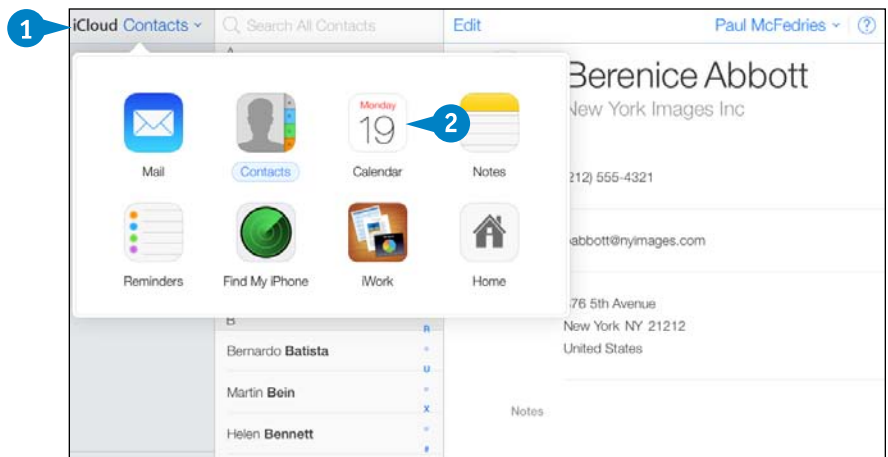 1
iCloud Contacts
Search All Contacts
Edit
Paul McFedries
?
A
Berenice Abbott
New York Images Inc
Monday
19
2
Mail
Contacts
Calendar
Notes
212) 555-4321
Reminders
Find My iPhone
iWork
Home
abbott@nyimages.com
76 5th Avenue
New York NY 21212
United States
B
R
Bernardo Batista
U
Martin Bein
X
Notes
Helen Bennett
#